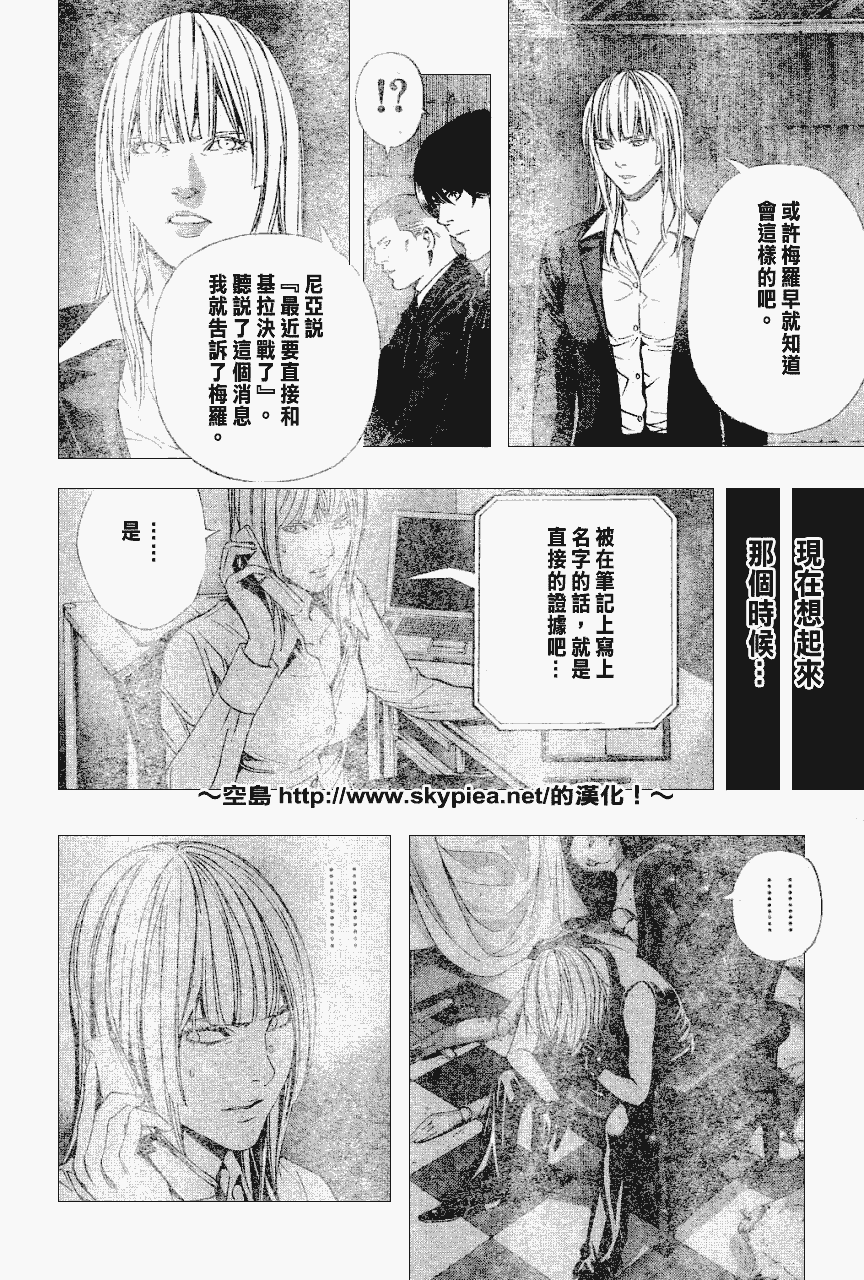 或許梅羅早就知道
會這樣的吧。
!?
尼亞説
『最近要直接和
基拉決戰了』。
聽説了這個消息
我就告訴了梅羅。
現在想起來
那個時候…
被在筆記上寫上
名字的話，就是
直接的證據吧…
……
是
～空島 http://www.skypiea.net/的漢化！～
………
………
………
………